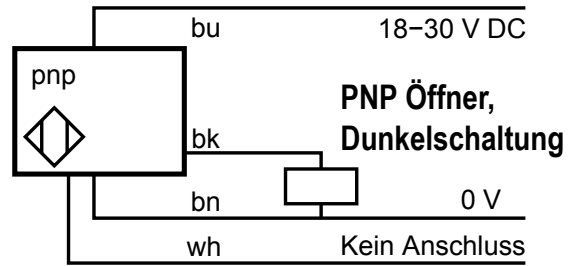 bu
18−30 V DC
pnp
PNP Öffner,
Dunkelschaltung
bk
bn
0 V
wh
Kein Anschluss